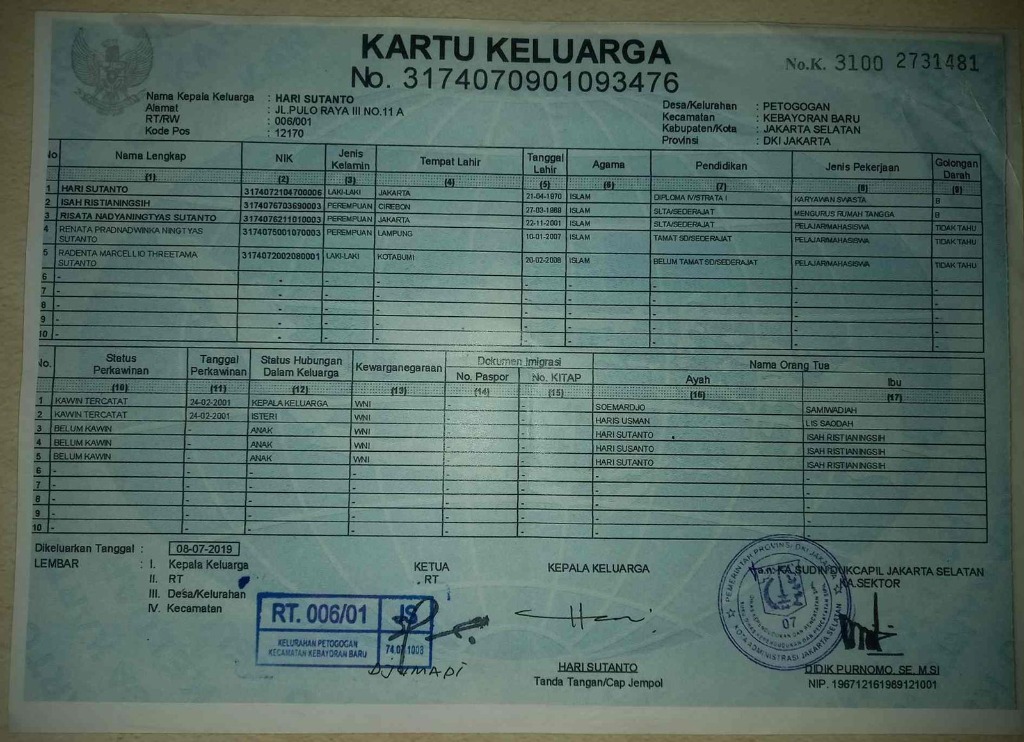 KARTU KELUARGA
No. 3174070901093476
No.K. 3100 2731481
Nama Kepala Keluarga : HARI SUTANTO
Alamat : JL.PULO RAYA III NO.11 A
RT/RW : 006/001
Kode Pos : 12170
Desa/Kelurahan : PETOGOGAN
Kecamatan : KEBAYORAN BARU
Kabupaten/Kota : JAKARTA SELATAN
Provinsi : DKI JAKARTA
No Nama Lengkap NIK Jenis Kelamin Tempat Lahir Tanggal Lahir Agama Pendidikan Jenis Pekerjaan Golongan Darah
(1) (2) (3) (4) (5) (6) (7) (8) (9)
1 HARI SUTANTO 3174072104700006 LAKI-LAKI JAKARTA 21-04-1970 ISLAM DIPLOMA IV/STRATA I KARYAWAN SWASTA B
2 ISAH RISTIANINGSIH 3174076703690003 PEREMPUAN CIREBON 27-03-1969 ISLAM SLTA/SEDERAJAT MENGURUS RUMAH TANGGA B
3 RISATA NADYANINGTYAS SUTANTO 3174076211010003 PEREMPUAN JAKARTA 22-11-2001 ISLAM SLTA/SEDERAJAT PELAJAR/MAHASISWA TIDAK TAHU
4 RENATA PRADNADWINKA NINGTYAS SUTANTO 3174075001070003 PEREMPUAN LAMPUNG 10-01-2007 ISLAM TAMAT SD/SEDERAJAT PELAJAR/MAHASISWA TIDAK TAHU
5 RADENTA MARCELLIO THREETAMA SUTANTO 3174072002080001 LAKI-LAKI KOTABUMI 20-02-2008 ISLAM BELUM TAMAT SD/SEDERAJAT PELAJAR/MAHASISWA TIDAK TAHU
6 - - - - - - - - -
7 - - - - - - - - -
8 - - - - - - - - -
9 - - - - - - - - -
10 - - - - - - - - -
No. Status Perkawinan Tanggal Perkawinan Status Hubungan Dalam Keluarga Kewarganegaraan Dokumen Imigrasi Nama Orang Tua
No. Paspor No. KITAP Ayah Ibu
(10) (11) (12) (13) (14) (15) (16) (17)
1 KAWIN TERCATAT 24-02-2001 KEPALA KELUARGA WNI - - SOEMARDJO SAMIWADIAH
2 KAWIN TERCATAT 24-02-2001 ISTERI WNI - - HARIS USMAN LIS SAODAH
3 BELUM KAWIN - ANAK WNI - - HARI SUTANTO ISAH RISTIANINGSIH
4 BELUM KAWIN - ANAK WNI - - HARI SUSANTO ISAH RISTIANINGSIH
5 BELUM KAWIN - ANAK WNI - - HARI SUTANTO ISAH RISTIANINGSIH
6 - - - - - - - -
7 - - - - - - - -
8 - - - - - - - -
9 - - - - - - - -
10 - - - - - - - -
Dikeluarkan Tanggal : 08-07-2019
LEMBAR : I. Kepala Keluarga
II. RT
III. Desa/Kelurahan
IV. Kecamatan
KETUA RT
RT. 006/01 JS
KELURAHAN PETOGOGAN
KECAMATAN KEBAYORAN BARU
DJUMADI
KEPALA KELUARGA
HARI SUTANTO
Tanda Tangan/Cap Jempol
KA.SUDIN DUKCAPIL JAKARTA SELATAN
KA.SEKTOR
PEMERINTAH PROVINSI DKI JAKARTA
07
KOTA ADMINISTRASI JAKARTA SELATAN
DIDIK PURNOMO, SE, M.SI
NIP. 196712161989121001